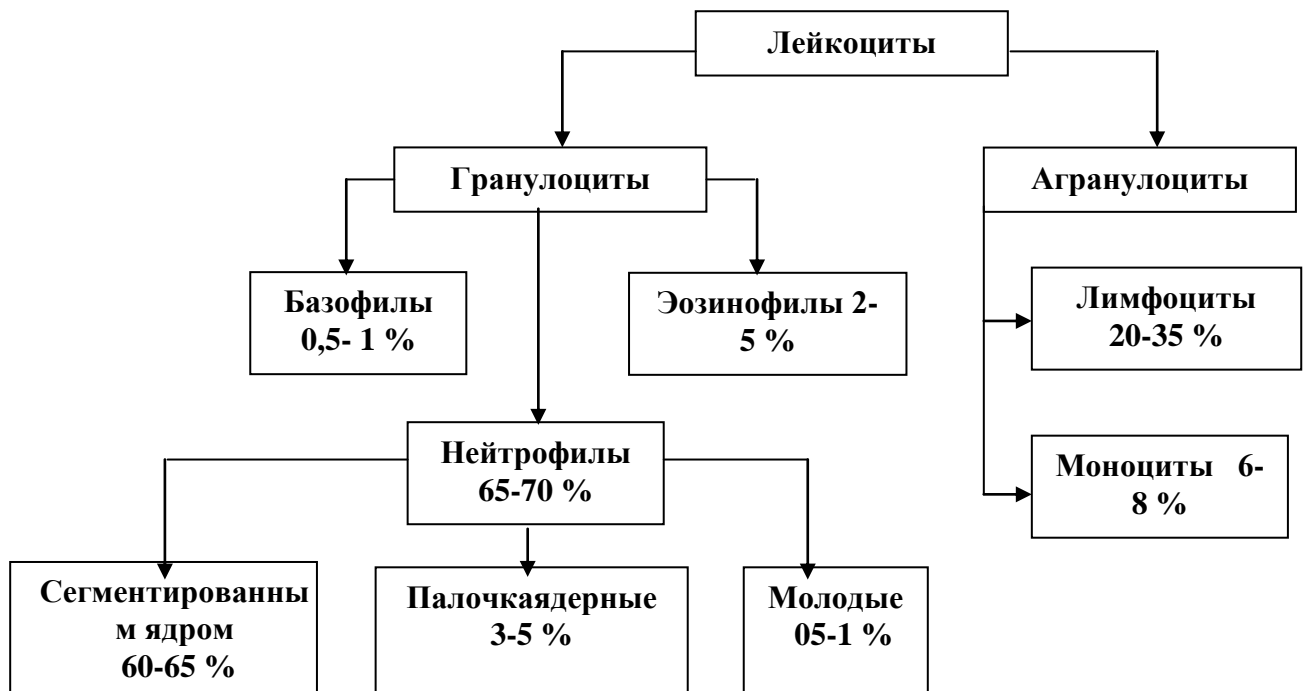 Лейкоциты
Гранулоциты
Агранулоциты
Базофилы
0,5- 1 %
Эозинофилы 2-
5 %
Лимфоциты
20-35 %
Нейтрофилы
65-70 %
Моноциты 6-
8 %
Сегментированны
м ядром
60-65 %
Палочкаядерные
3-5 %
Молодые
05-1 %